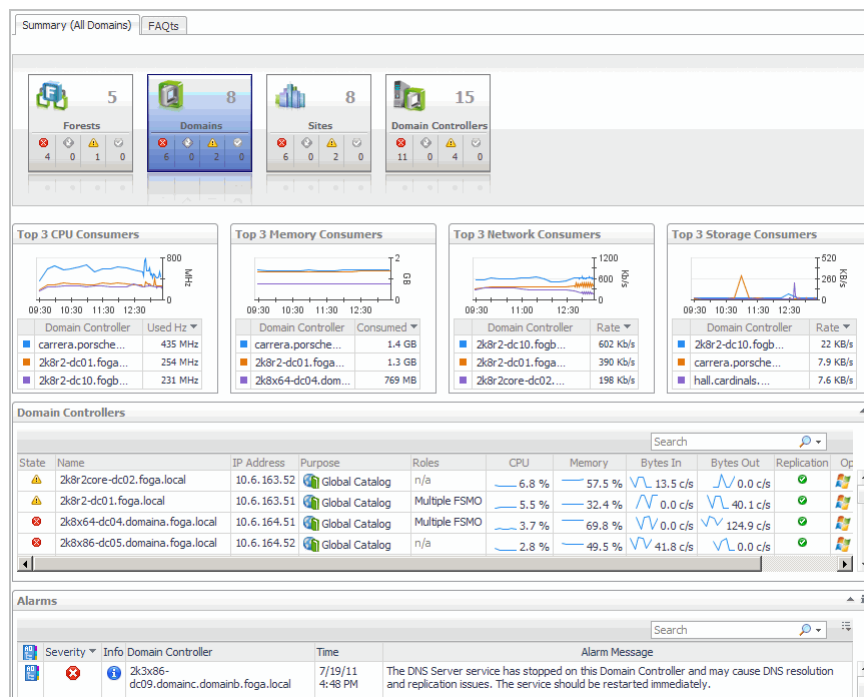 Summary (All Domains) FAQts
5 8 8 15
Forests Domains Sites Domain Controllers
4 0 1 0 6 0 2 0 6 0 2 0 11 0 4 0
Top 3 CPU Consumers Top 3 Memory Consumers Top 3 Network Consumers Top 3 Storage Consumers
800 2 1200 520
MHz GB 600 Kb/s 260 KB/s
0 0 0 0
09:30 10:30 11:30 12:30 09:30 10:30 11:30 12:30 09:30 11:00 12:30 09:30 10:30 11:30 12:30
Domain Controller Used Hz Domain Controller Consumed Domain Controller Rate Domain Controller Rate
carrera.porsche... 435 MHz carrera.porsche... 1.4 GB 2k8r2-dc10.fogb... 602 Kb/s 2k8r2-dc10.fogb... 22 KB/s
2k8r2-dc01.foga... 254 MHz 2k8r2-dc01.foga... 1.3 GB 2k8r2-dc01.foga... 390 Kb/s carrera.porsche... 7.9 KB/s
2k8r2-dc10.fogb... 231 MHz 2k8x64-dc04.dom... 769 MB 2k8r2core-dc02.... 198 Kb/s hall.cardinals.... 7.6 KB/s
Domain Controllers
Search
State Name IP Address Purpose Roles CPU Memory Bytes In Bytes Out Replication Op
2k8r2core-dc02.foga.local 10.6.163.52 Global Catalog n/a 6.8 % 57.5 % 13.5 c/s 0.0 c/s
2k8r2-dc01.foga.local 10.6.163.51 Global Catalog Multiple FSMO 5.5 % 32.4 % 0.0 c/s 40.1 c/s
2k8x64-dc04.domaina.foga.local 10.6.164.51 Global Catalog Multiple FSMO 3.7 % 69.8 % 0.0 c/s 124.9 c/s
2k8x86-dc05.domaina.foga.local 10.6.164.52 Global Catalog n/a 2.8 % 49.5 % 41.8 c/s 0.0 c/s
Alarms
Search
Severity Info Domain Controller Time Alarm Message
2k3x86- 7/19/11 The DNS Server service has stopped on this Domain Controller and may cause DNS resolution
dc09.domainc.domainb.foga.local 4:48 PM and replication issues. The service should be restarted immediately.